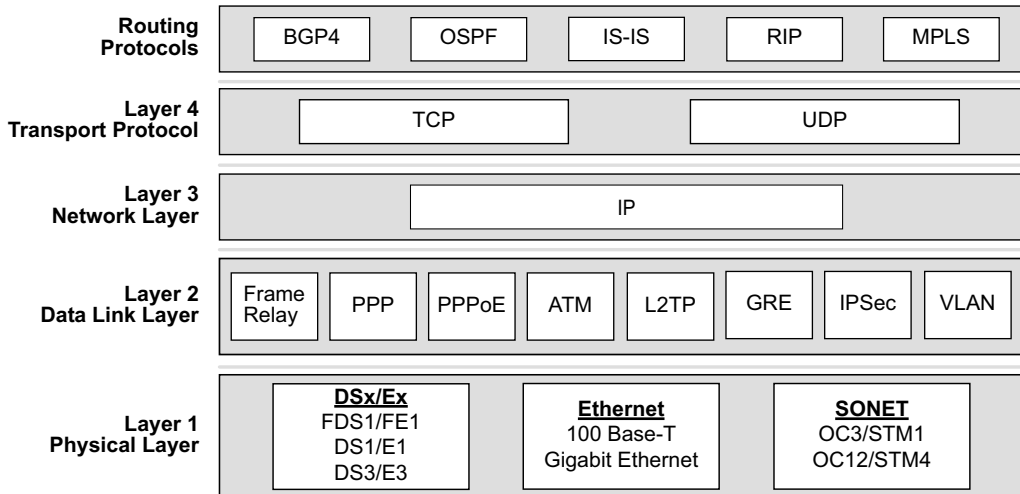 Routing
Protocols
BGP4
OSPF
IS-IS
RIP
MPLS
Layer 4
Transport Protocol
TCP
UDP
Layer 3
Network Layer
IP
Layer 2
Data Link Layer
Frame
Relay
PPP
PPPoE
ATM
L2TP
GRE
IPSec
VLAN
Layer 1
Physical Layer
DSx/Ex
FDS1/FE1
DS1/E1
DS3/E3
Ethernet
100 Base-T
Gigabit Ethernet
SONET
OC3/STM1
OC12/STM4